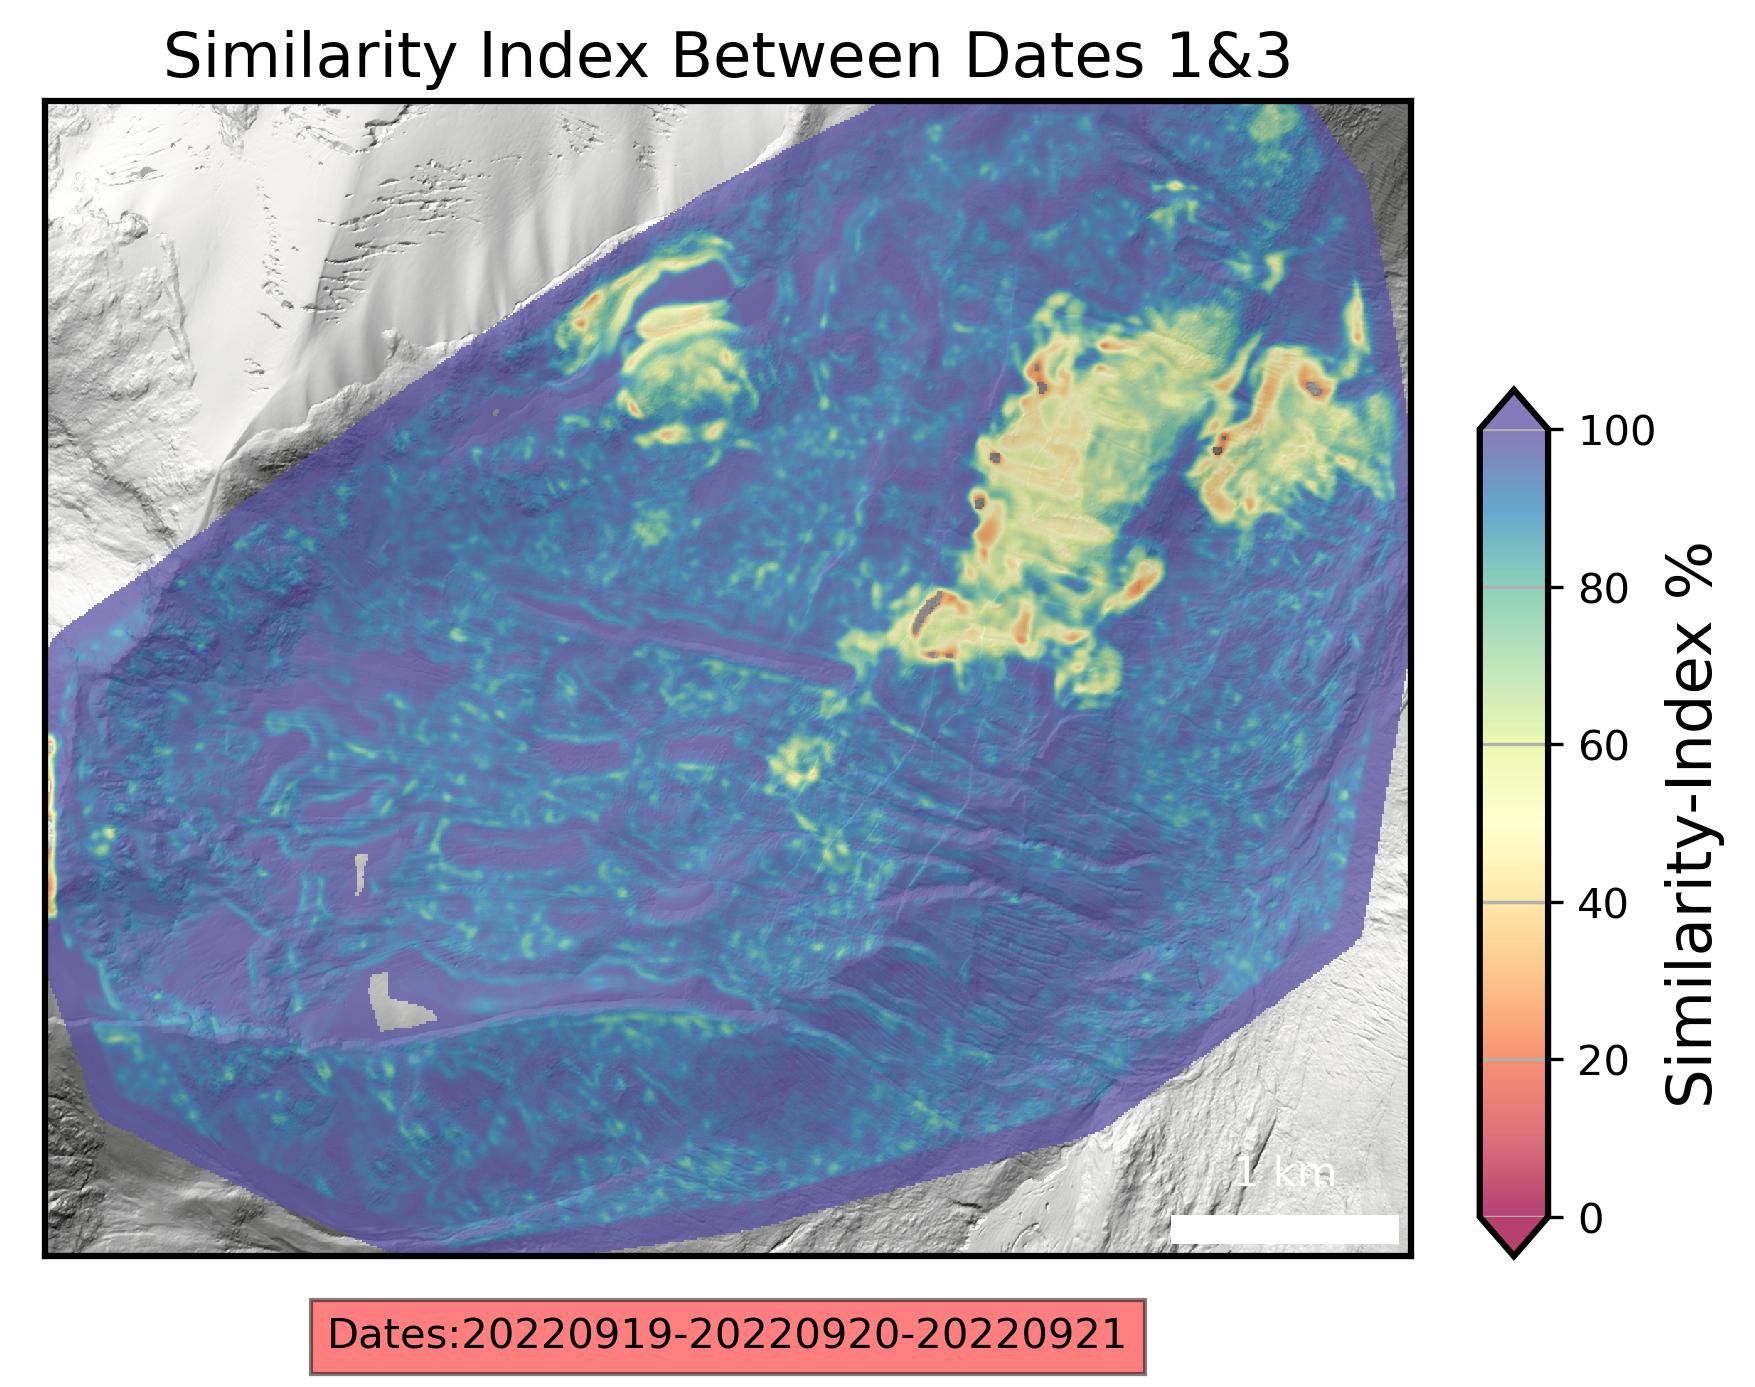 Similarity Index Between Dates 1&3
100
80
60
40
20
0
Similarity-Index %
1 km
Dates:20220919-20220920-20220921